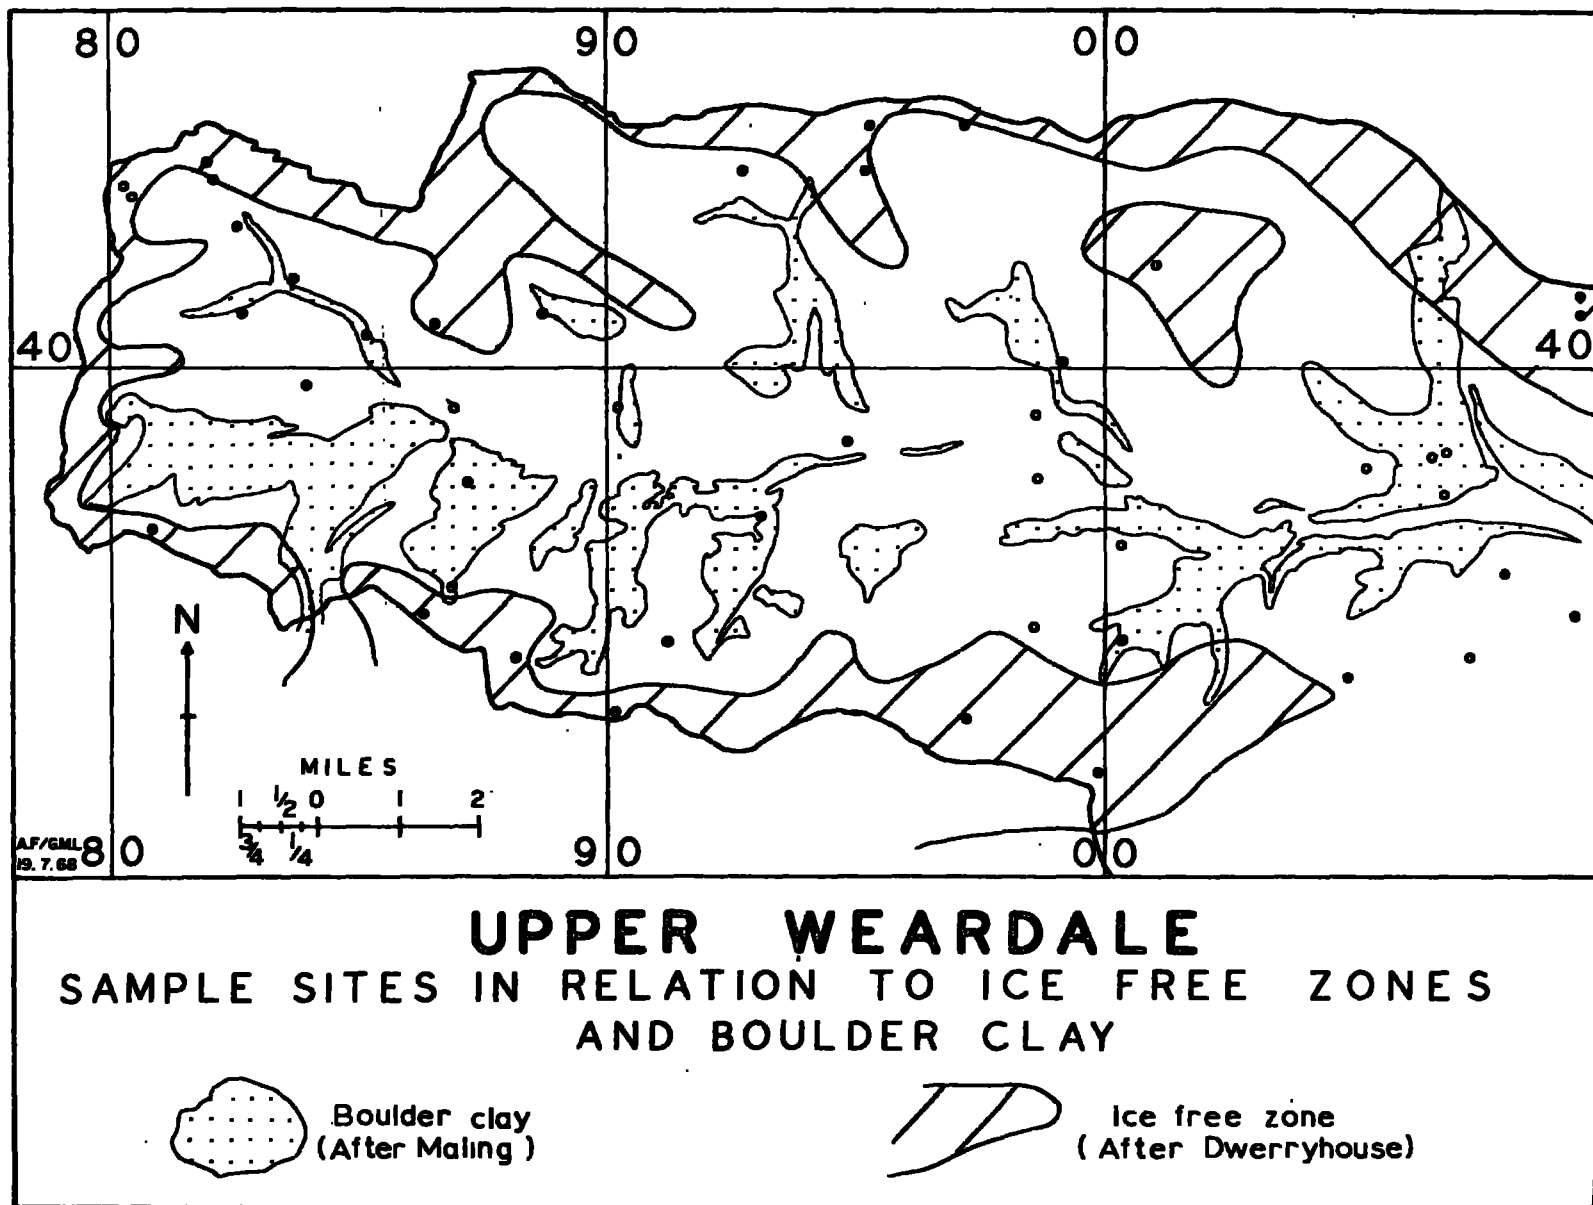 80 90 00
40 40
N
MILES
1 ½ 0 1 2
¾ ¼
A.F/G.M.L.
19.7.68
80 90 00
UPPER WEARDALE
SAMPLE SITES IN RELATION TO ICE FREE ZONES
AND BOULDER CLAY
Boulder clay
(After Maling)
Ice free zone
(After Dwerryhouse)